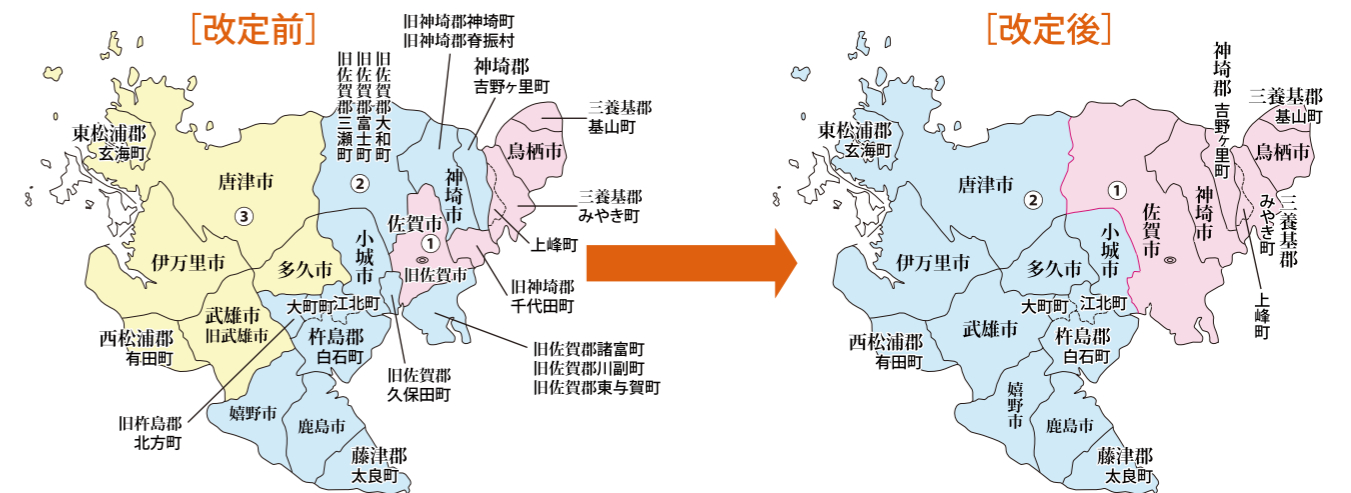 ［改定前］
旧神埼郡神埼町
旧神埼郡脊振村
旧佐賀郡大和町
旧佐賀郡富士町
旧佐賀郡三瀬町
神埼郡
吉野ヶ里町
三養基郡
基山町
鳥栖市
東松浦郡
玄海町
唐津市
②
神埼市
三養基郡
みやき町
③
佐賀市
①
上峰町
小城市
伊万里市
多久市
旧佐賀市
旧神埼郡
千代田町
大町町
江北町
武雄市
旧武雄市
杵島郡
白石町
西松浦郡
有田町
旧佐賀郡諸富町
旧佐賀郡川副町
旧佐賀郡東与賀町
旧佐賀郡
久保田町
旧杵島郡
北方町
嬉野市
鹿島市
藤津郡
太良町
［改定後］
神埼郡
吉野ヶ里町
三養基郡
基山町
鳥栖市
東松浦郡
玄海町
唐津市
②
①
神埼市
佐賀市
三養基郡
みやき町
小城市
伊万里市
多久市
上峰町
大町町
江北町
武雄市
杵島郡
白石町
西松浦郡
有田町
嬉野市
鹿島市
藤津郡
太良町